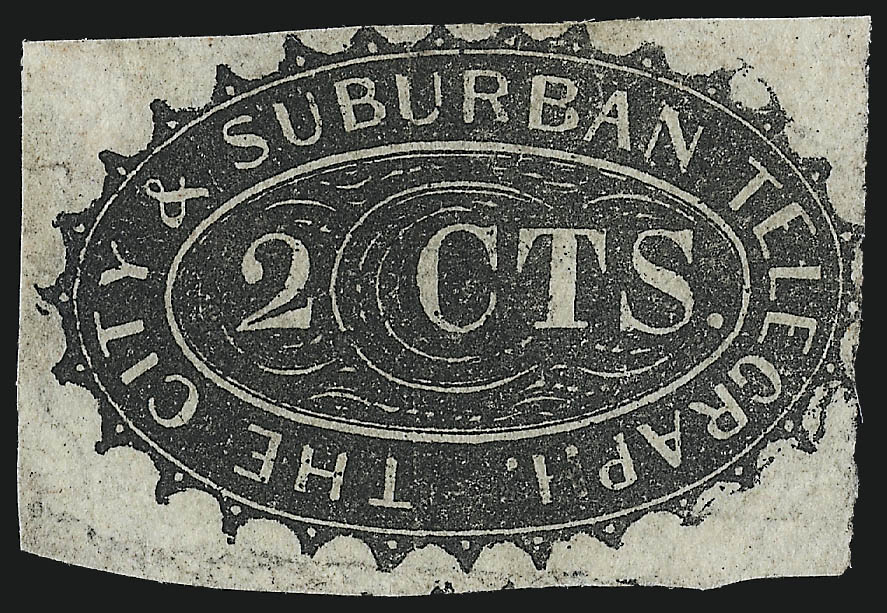 THE CITY & SUBURBAN TELEGRAPH.
2 CTS.